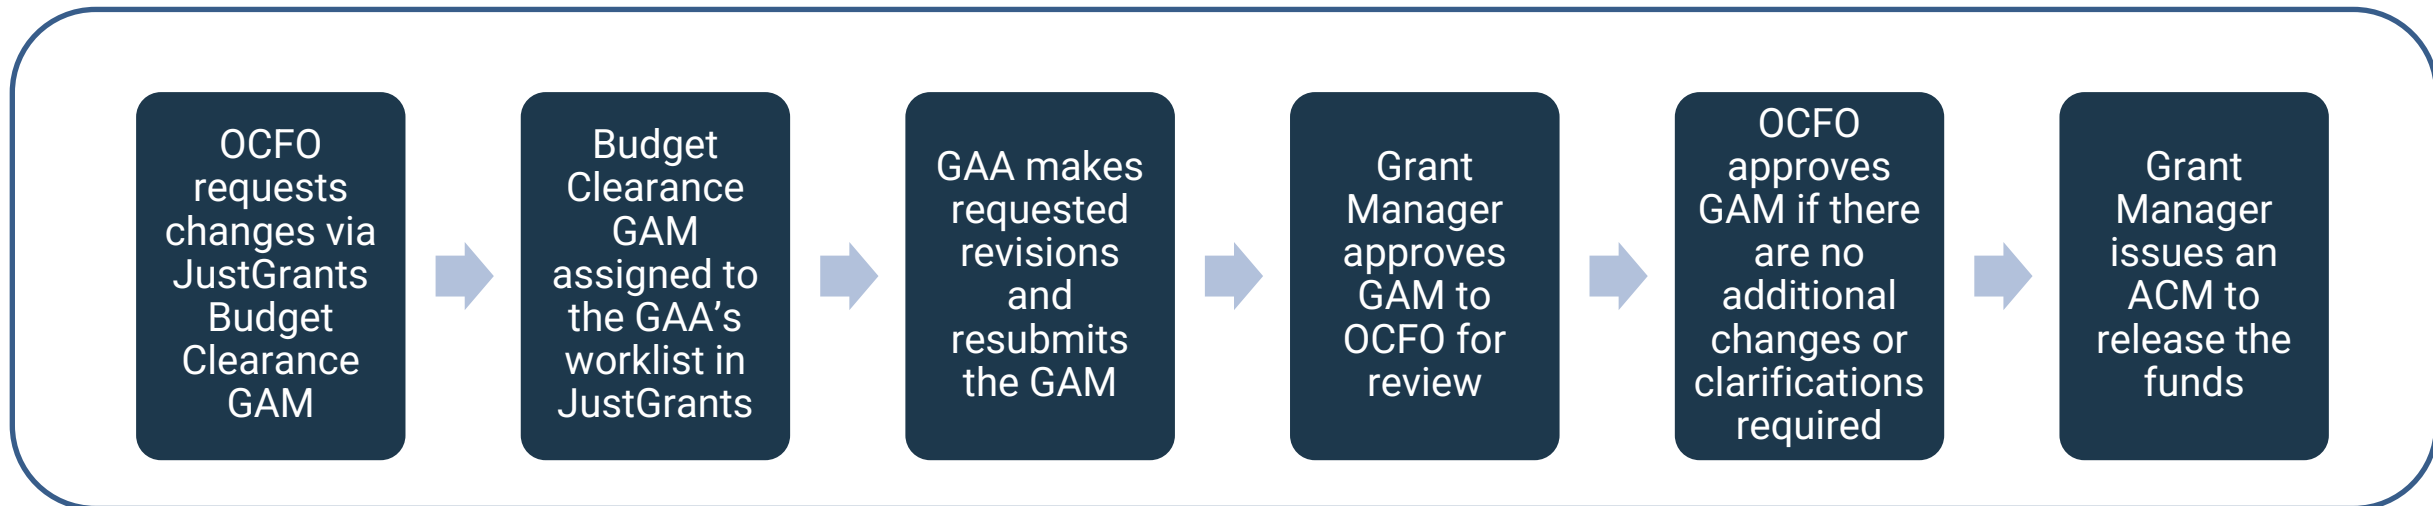 OCFO
requests
changes via
JustGrants
Budget
Clearance
GAM
Budget
Clearance
GAM
assigned to
the GAA’s
worklist in
JustGrants
GAA makes
requested
revisions
and
resubmits
the GAM
Grant
Manager
approves
GAM to
OCFO for
review
OCFO
approves
GAM if there
are no
additional
changes or
clarifications
required
Grant
Manager
issues an
ACM to
release the
funds